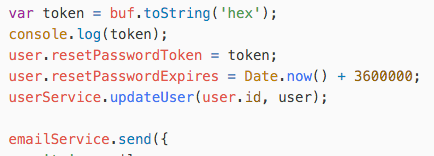 var token = buf.toString('hex');
console.log(token);
user.resetPasswordToken = token;
user.resetPasswordExpires = Date.now() + 3600000;
userService.updateUser(user.id, user);
emailService.send({